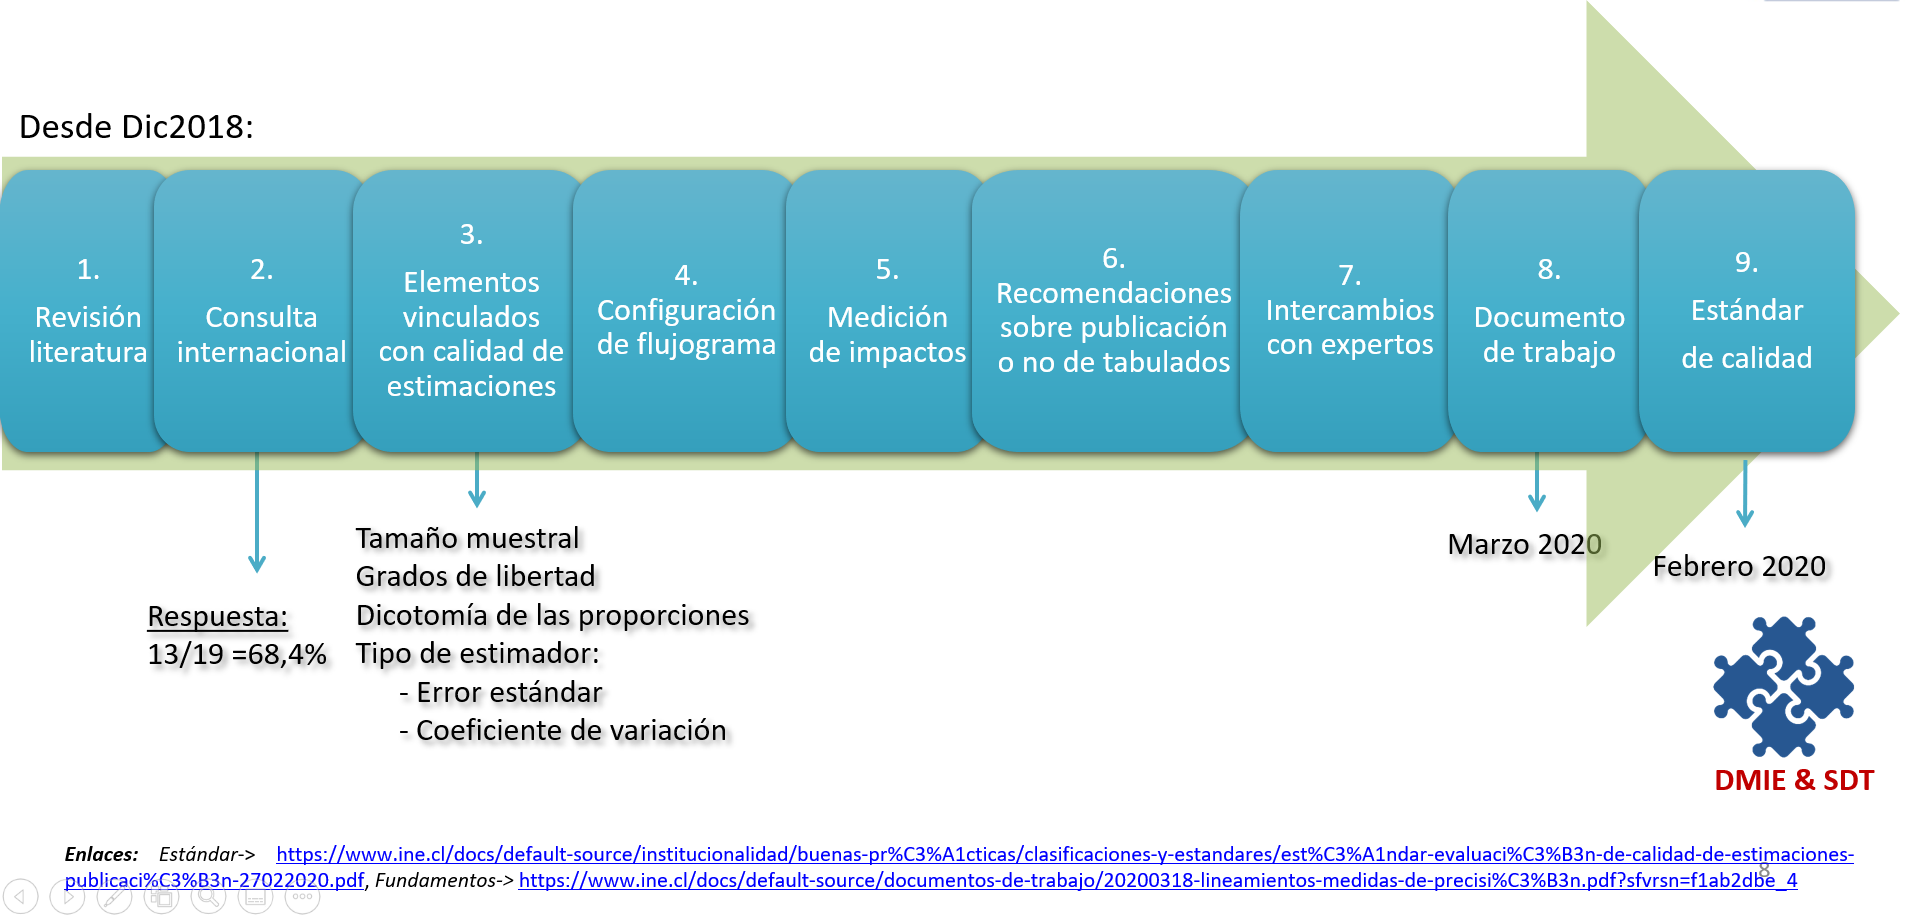 Desde Dic2018:
1.
Revisión
literatura
2.
Consulta
internacional
3.
Elementos
vinculados
con calidad de
estimaciones
4.
Configuración
de flujograma
5.
Medición
de impactos
6.
Recomendaciones
sobre publicación
o no de tabulados
7.
Intercambios
con expertos
8.
Documento
de trabajo
9.
Estándar
de calidad
Respuesta:
13/19 =68,4%
Tamaño muestral
Grados de libertad
Dicotomía de las proporciones
Tipo de estimador:
- Error estándar
- Coeficiente de variación
Marzo 2020
Febrero 2020
DMIE & SDT
Enlaces: Estándar-> https://www.ine.cl/docs/default-source/institucionalidad/buenas-pr%C3%A1cticas/clasificaciones-y-estandares/est%C3%A1ndar-evaluaci%C3%B3n-de-calidad-de-estimaciones-
publicaci%C3%B3n-27022020.pdf, Fundamentos-> https://www.ine.cl/docs/default-source/documentos-de-trabajo/20200318-lineamientos-medidas-de-precisi%C3%B3n.pdf?sfvrsn=f1ab2dbe_4
8